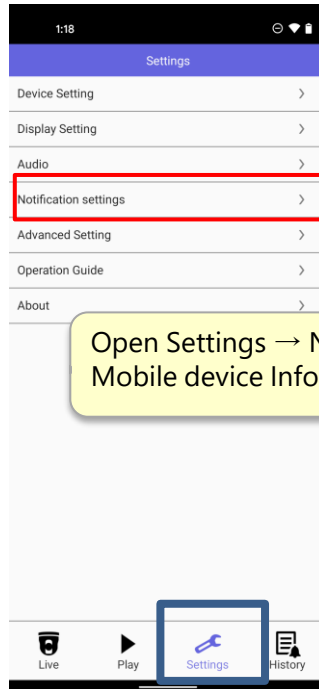 1:18
Settings
Device Setting
Display Setting
Audio
Notification settings
Advanced Setting
Operation Guide
About
Open Settings →
Mobile device Info
Live
Play
Settings
History